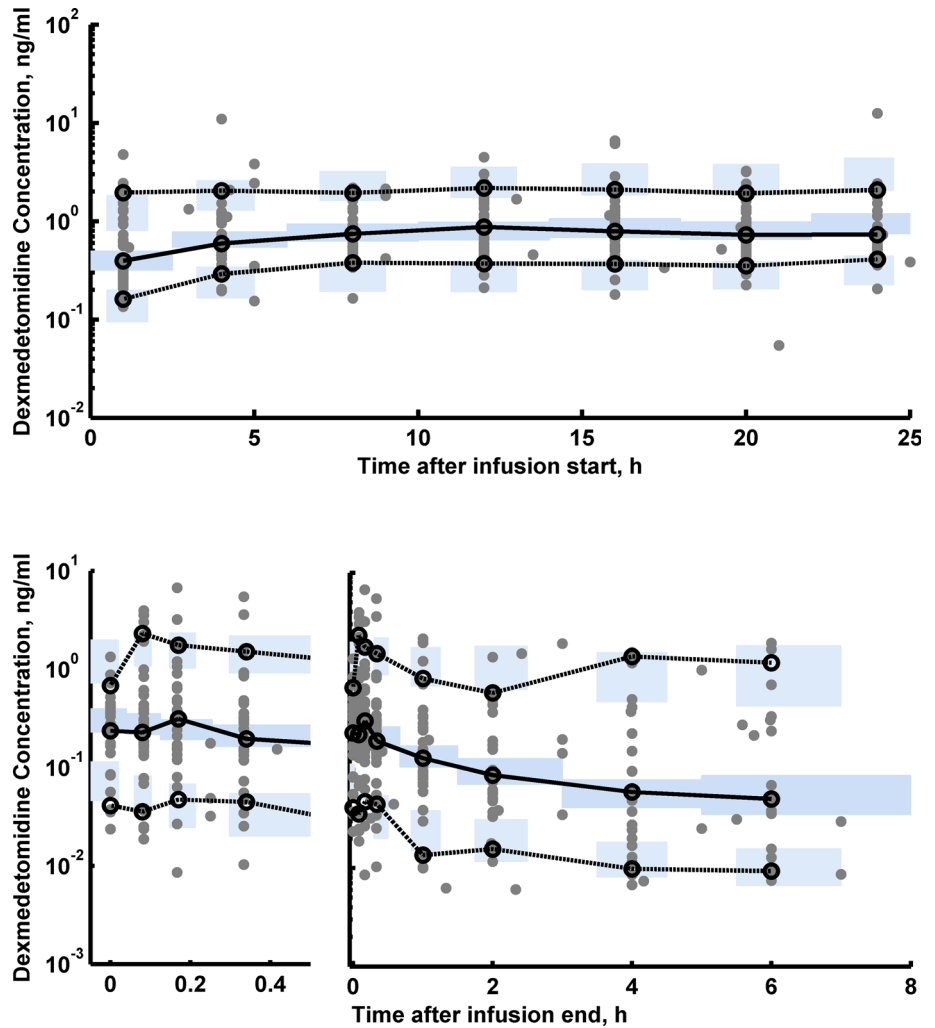 Dexmedetomidine Concentration, ng/ml
10^2
10^1
10^0
10^-1
10^-2
0 5 10 15 20 25
Time after infusion start, h
Dexmedetomidine Concentration, ng/ml
10^1
10^0
10^-1
10^-2
10^-3
0 0.2 0.4 0 2 4 6 8
Time after infusion end, h